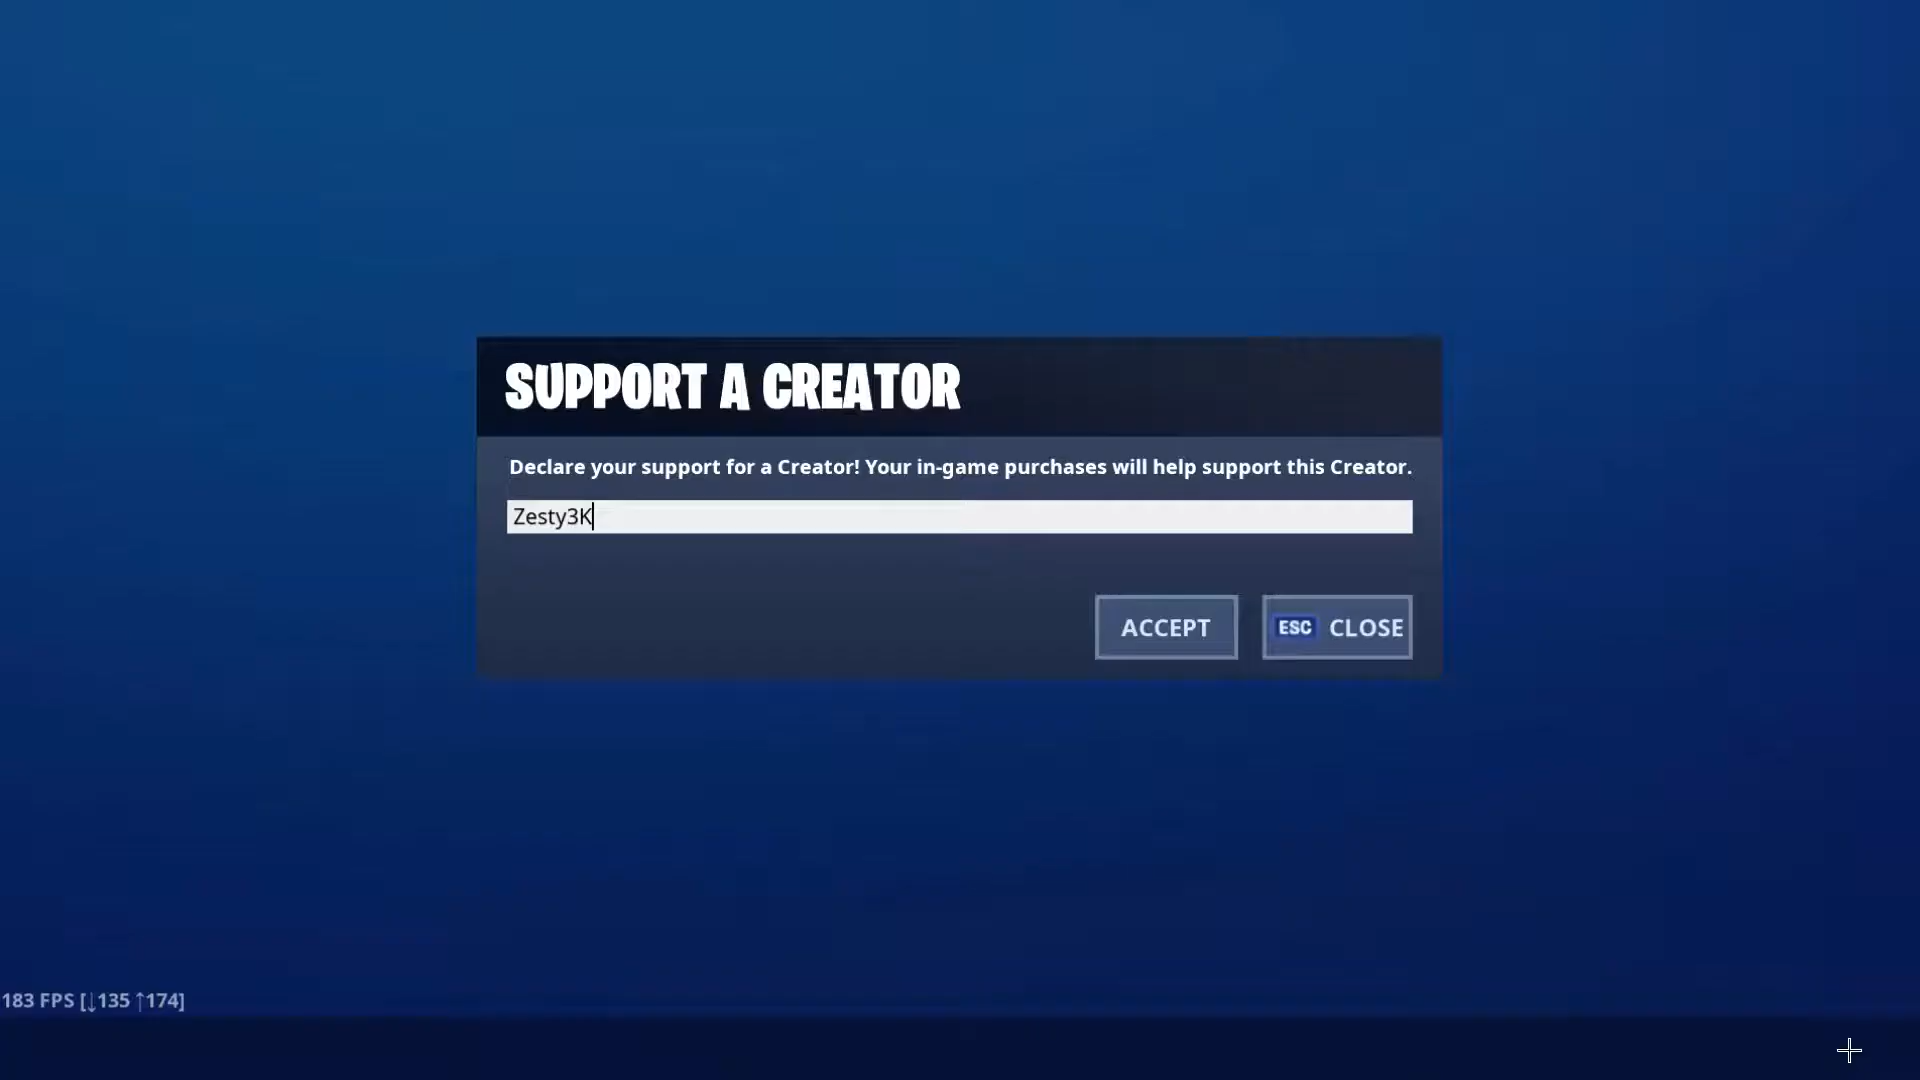 SUPPORT A CREATOR
Declare your support for a Creator! Your in-game purchases will help support this Creator.
Zesty3K
ACCEPT
ESC CLOSE
183 FPS [↓135 ↑174]